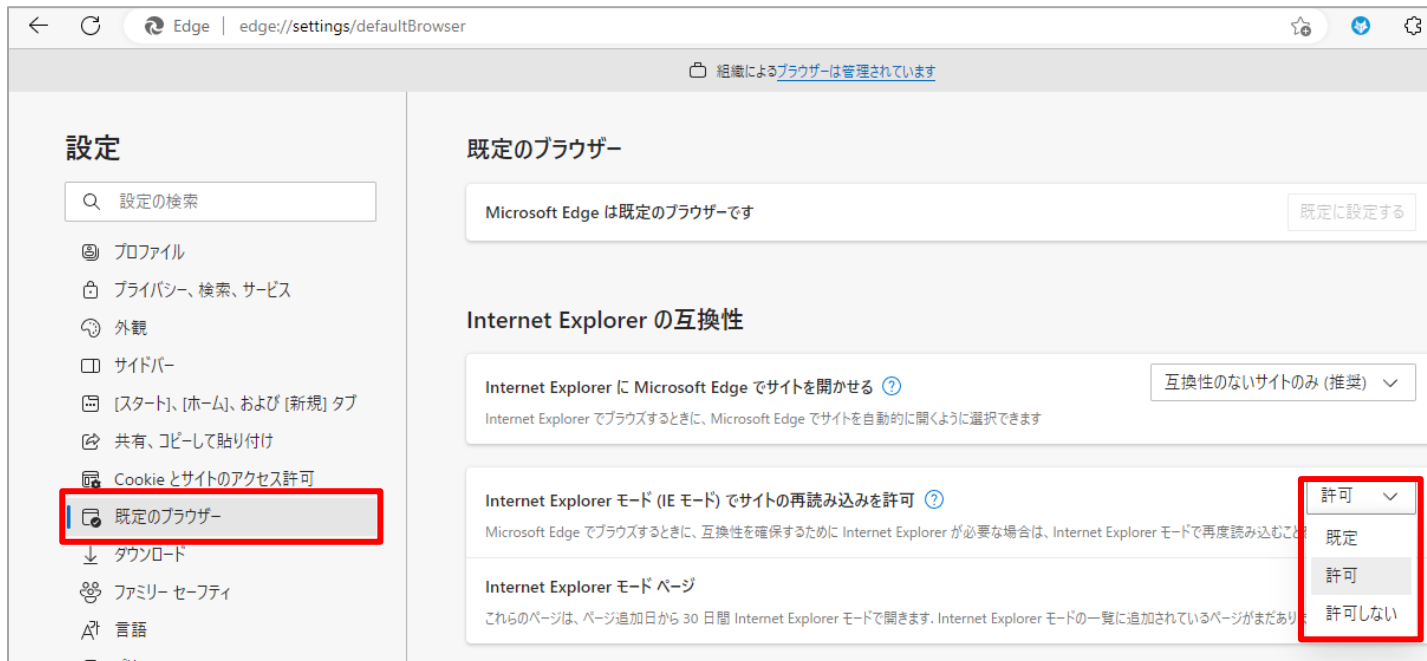 Edge edge://settings/defaultBrowser
組織によるブラウザーは管理されています
設定
設定の検索
プロファイル
プライバシー、検索、サービス
外観
サイドバー
[スタート]、[ホーム]、および [新規] タブ
共有、コピーして貼り付け
Cookie とサイトのアクセス許可
既定のブラウザー
ダウンロード
ファミリー セーフティ
言語
既定のブラウザー
Microsoft Edge は既定のブラウザーです
既定に設定する
Internet Explorer の互換性
Internet Explorer に Microsoft Edge でサイトを開かせる
互換性のないサイトのみ (推奨)
Internet Explorer でブラウズするときに、Microsoft Edge でサイトを自動的に開くように選択できます
Internet Explorer モード (IE モード) でサイトの再読み込みを許可
許可
Microsoft Edge でブラウズするときに、互換性を確保するために Internet Explorer が必要な場合は、Internet Explorer モードで再度読み込むこと
既定
許可
許可しない
Internet Explorer モード ページ
これらのページは、ページ追加日から 30 日間 Internet Explorer モードで開きます. Internet Explorer モードの一覧に追加されているページがまだあり